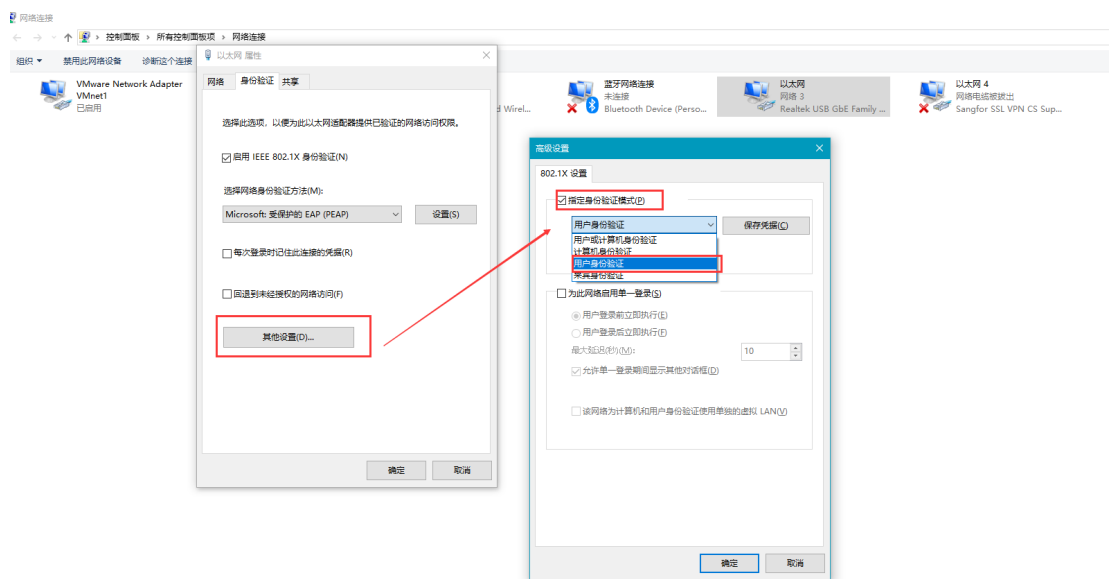 网络连接
控制面板 › 所有控制面板项 › 网络连接
组织 禁用此网络设备 诊断这个连接
VMware Network Adapter
VMnet1
已启用
d Wirel...
蓝牙网络连接
未连接
Bluetooth Device (Perso...
以太网
网络 3
Realtek USB GbE Family ...
以太网 4
网络电缆被拔出
Sangfor SSL VPN CS Sup...
以太网 属性
网络 身份验证 共享
选择此选项，以便为此以太网适配器提供已验证的网络访问权限。
启用 IEEE 802.1X 身份验证(N)
选择网络身份验证方法(M):
Microsoft: 受保护的 EAP (PEAP)
设置(S)
每次登录时记住此连接的凭据(R)
回退到未经授权的网络访问(F)
其他设置(D)...
确定 取消
高级设置
802.1X 设置
指定身份验证模式(P)
用户身份验证
保存凭据(C)
用户或计算机身份验证
计算机身份验证
用户身份验证
来宾身份验证
为此网络启用单一登录(S)
用户登录前立即执行(E)
用户登录后立即执行(F)
最大延迟(秒)(M):
10
允许单一登录期间显示其他对话框(D)
该网络为计算机和用户身份验证使用单独的虚拟 LAN(V)
确定 取消